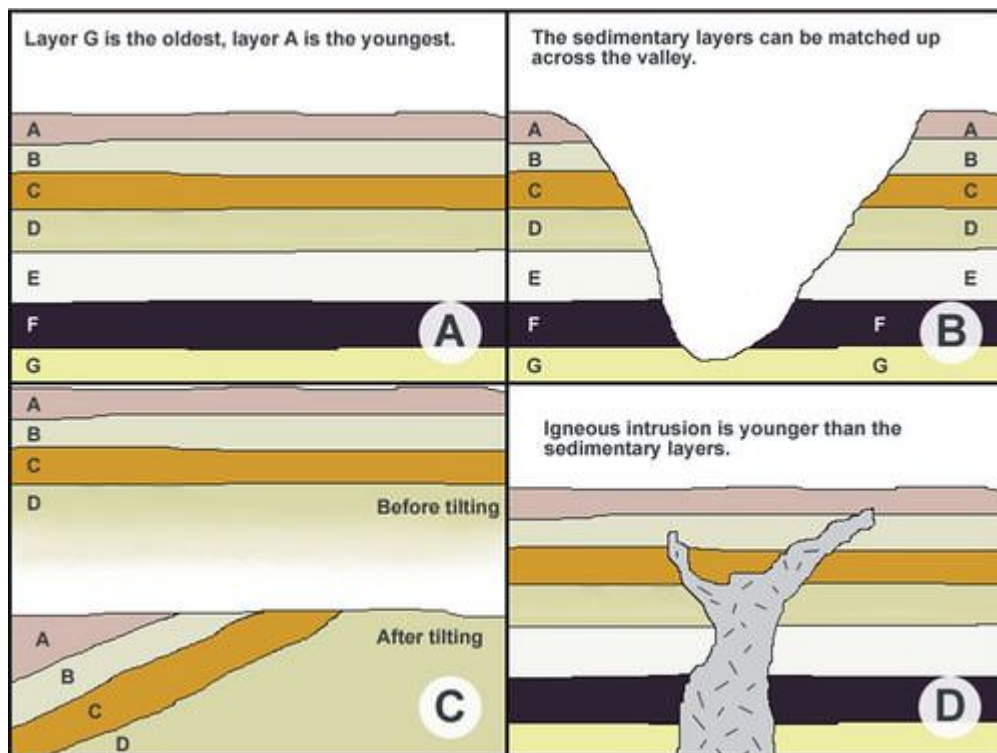 Layer G is the oldest, layer A is the youngest.
A
B
C
D
E
F
G
A
The sedimentary layers can be matched up
across the valley.
A A
B B
C C
D D
E E
F F
G G
B
A
B
C
D
Before tilting
After tilting
A
B
C
D
C
Igneous intrusion is younger than the
sedimentary layers.
D